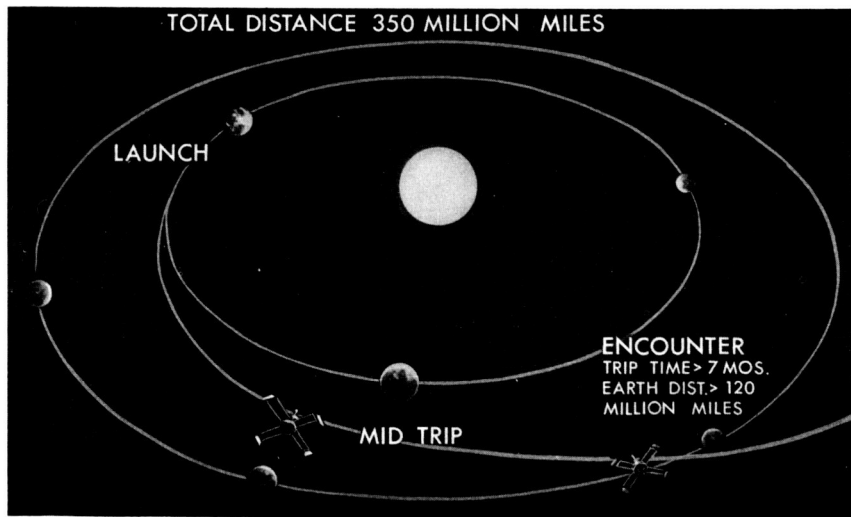 TOTAL DISTANCE 350 MILLION MILES
LAUNCH
ENCOUNTER
TRIP TIME > 7 MOS.
EARTH DIST. > 120
MILLION MILES
MID TRIP